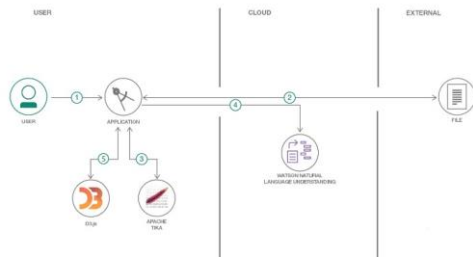 USER
CLOUD
EXTERNAL
1
2
4
USER
APPLICATION
FILE
5
3
WATSON NATURAL
LANGUAGE UNDERSTANDING
D3.js
APACHE
TIKA